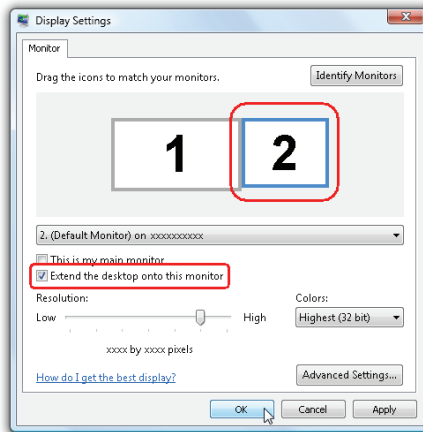 Display Settings
Monitor
Drag the icons to match your monitors.
Identify Monitors
1
2
2. (Default Monitor) on xxxxxxxxxx
This is my main monitor
Extend the desktop onto this monitor
Resolution:
Colors:
Low
High
Highest (32 bit)
xxxx by xxxx pixels
How do I get the best display?
Advanced Settings...
OK
Cancel
Apply